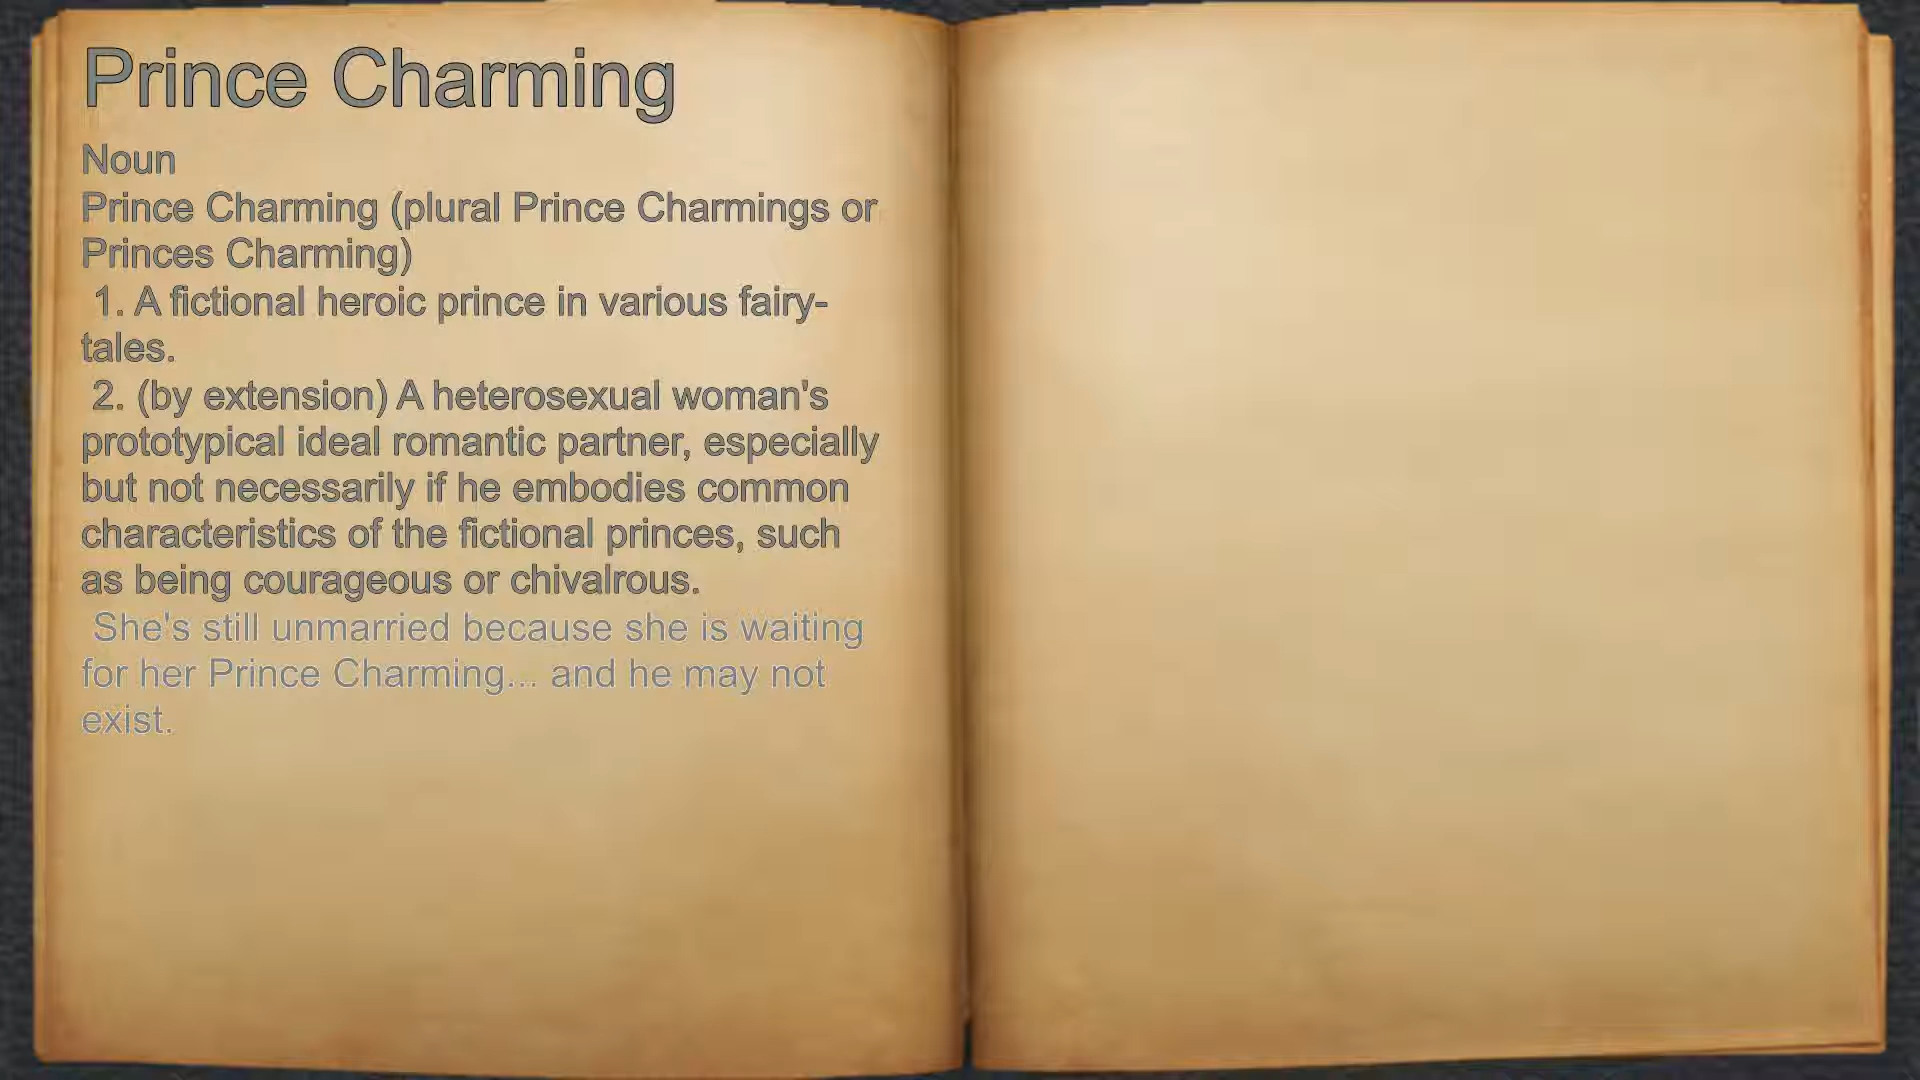 Prince Charming
Noun
Prince Charming (plural Prince Charmings or
Princes Charming)
1. A fictional heroic prince in various fairy-
tales.
2. (by extension) A heterosexual woman's
prototypical ideal romantic partner, especially
but not necessarily if he embodies common
characteristics of the fictional princes, such
as being courageous or chivalrous.
She's still unmarried because she is waiting
for her Prince Charming... and he may not
exist.